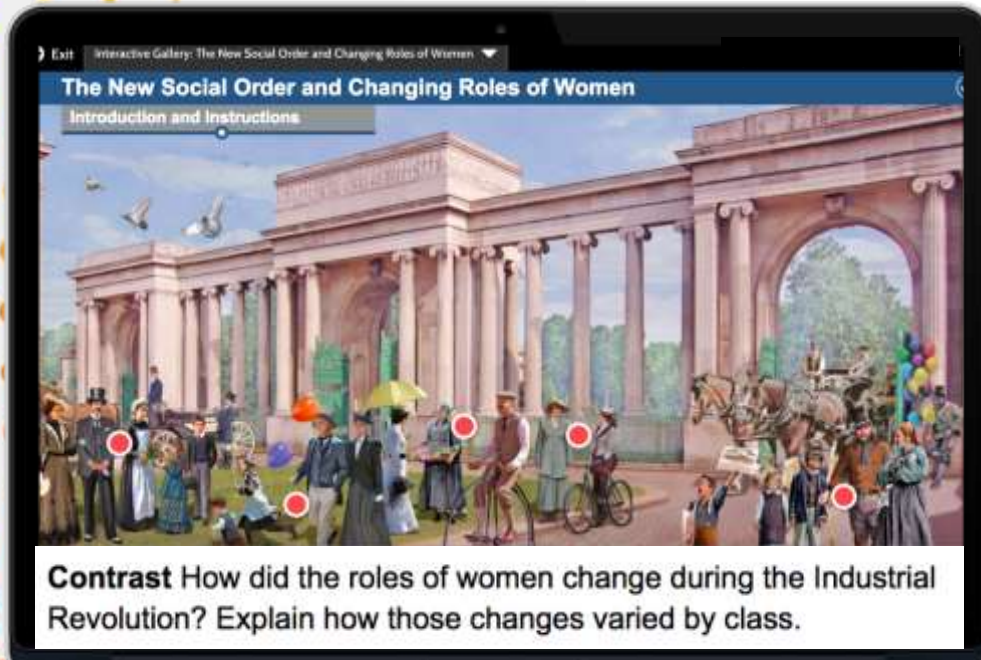 Exit
Interactive Gallery: The New Social Order and Changing Roles of Women
The New Social Order and Changing Roles of Women
Introduction and Instructions
Contrast How did the roles of women change during the Industrial
Revolution? Explain how those changes varied by class.